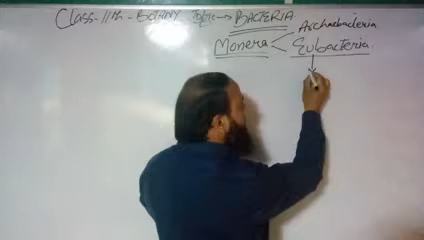 Class-11th-BOTANY Topic → BACTERIA
Archaebacteria
Monera
Eubacteria